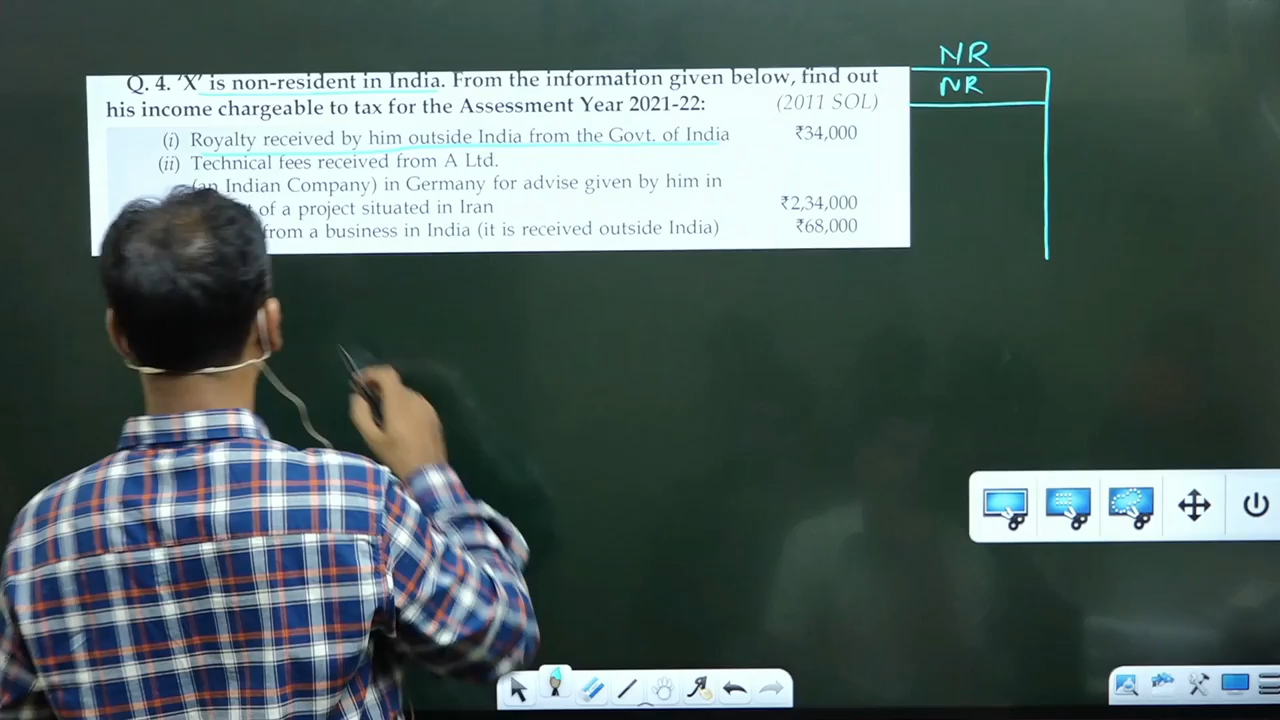 NR
NR
Q. 4. 'X' is non-resident in India. From the information given below, find out
his income chargeable to tax for the Assessment Year 2021-22: (2011 SOL)
(i) Royalty received by him outside India from the Govt. of India ₹34,000
(ii) Technical fees received from A Ltd.
(an Indian Company) in Germany for advise given by him in
of a project situated in Iran ₹2,34,000
from a business in India (it is received outside India) ₹68,000